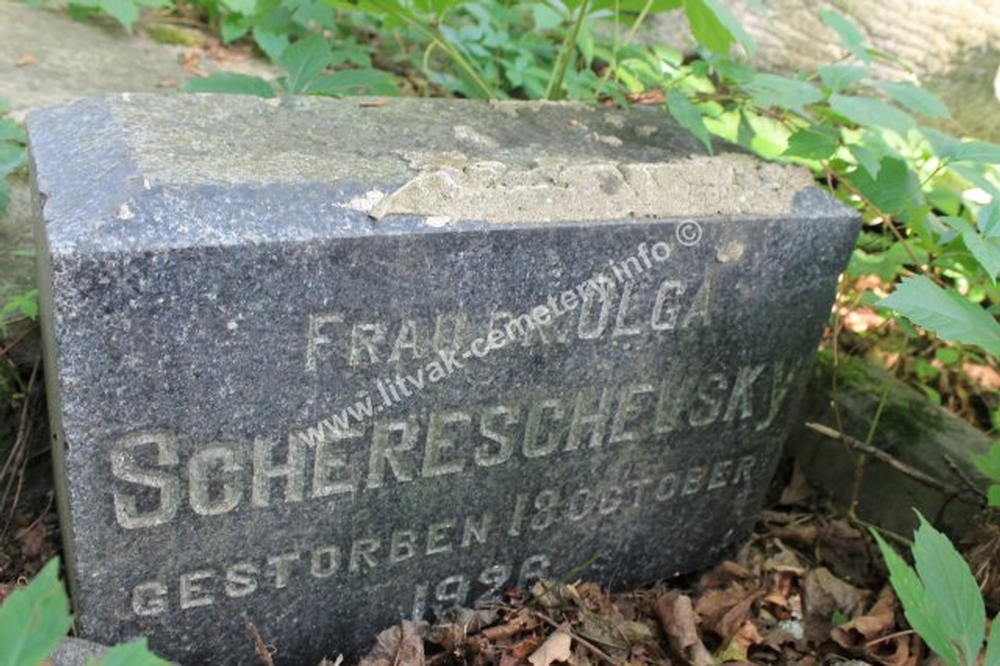 FRAU DR. OLGA
SCHERESCHEVSKY
GESTORBEN 18 OCTOBER
1926
www.litvak-cemetery.info ©